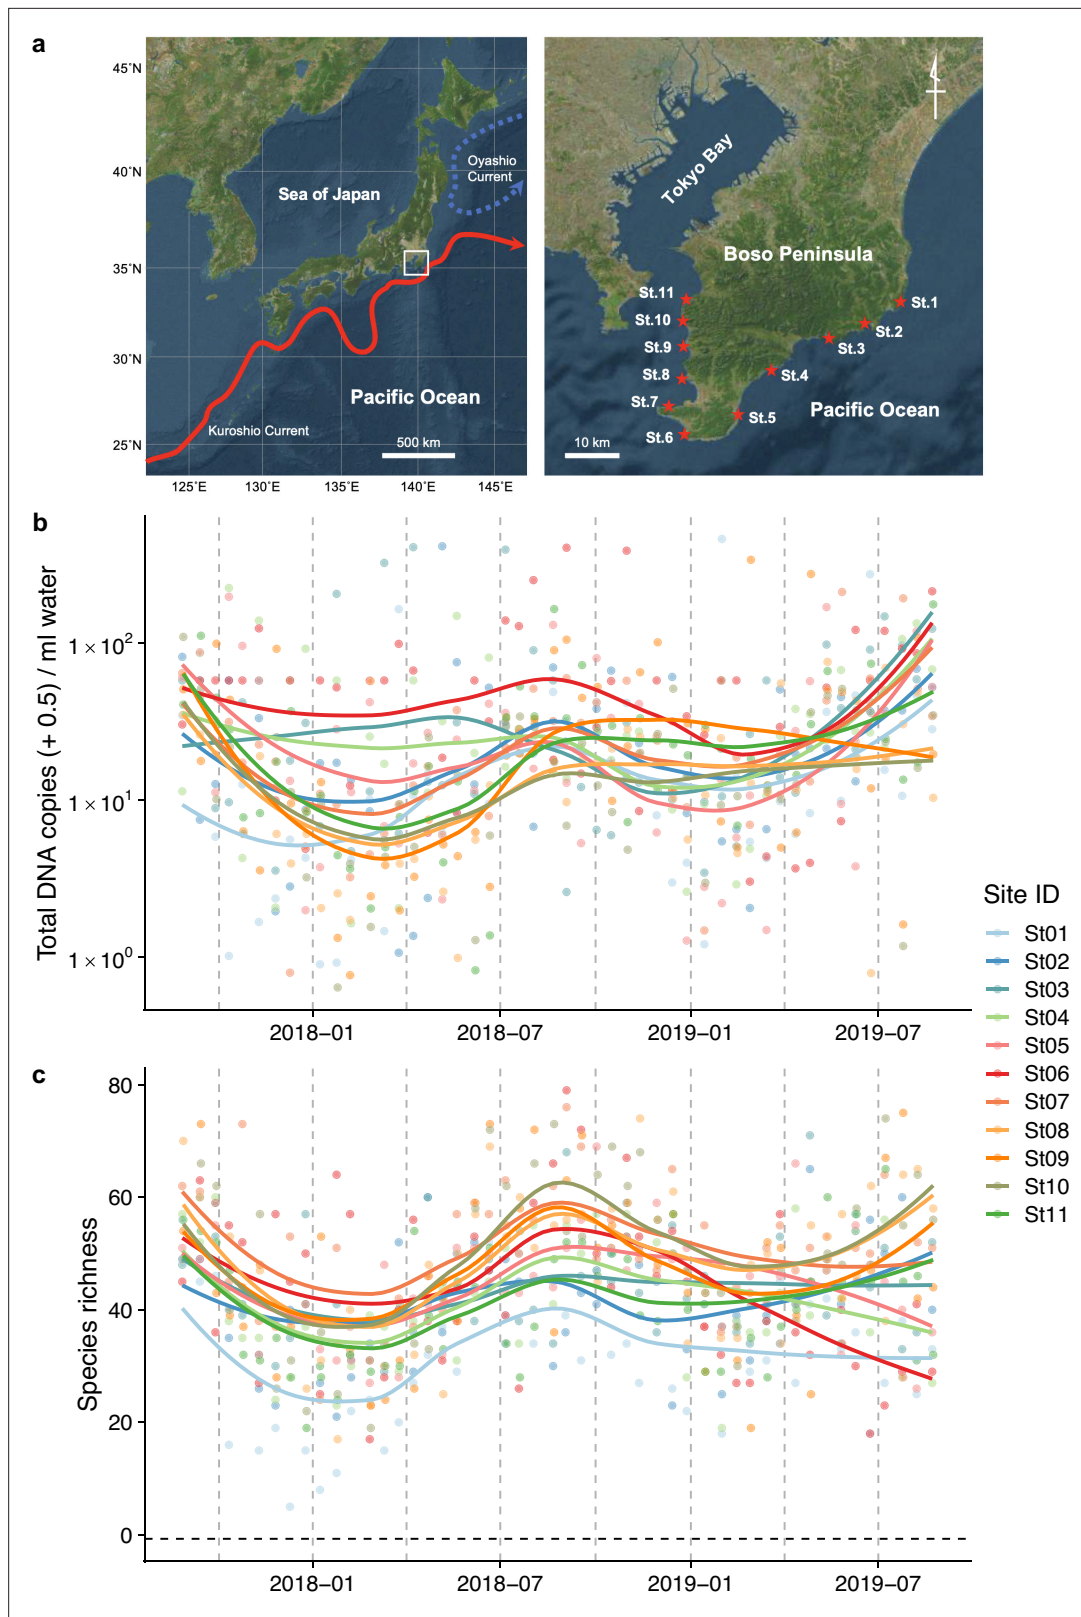 a
45°N
40°N
35°N
30°N
25°N
125°E
130°E
135°E
140°E
145°E
Sea of Japan
Oyashio
Current
Pacific Ocean
Kuroshio Current
500 km
Tokyo Bay
Boso Peninsula
St.11
St.10
St.9
St.8
St.7
St.6
St.1
St.2
St.3
St.4
St.5
Pacific Ocean
10 km
b
Total DNA copies (+ 0.5) / ml water
1 × 10²
1 × 10¹
1 × 10⁰
2018–01
2018–07
2019–01
2019–07
c
Species richness
80
60
40
20
0
2018–01
2018–07
2019–01
2019–07
Site ID
St01
St02
St03
St04
St05
St06
St07
St08
St09
St10
St11